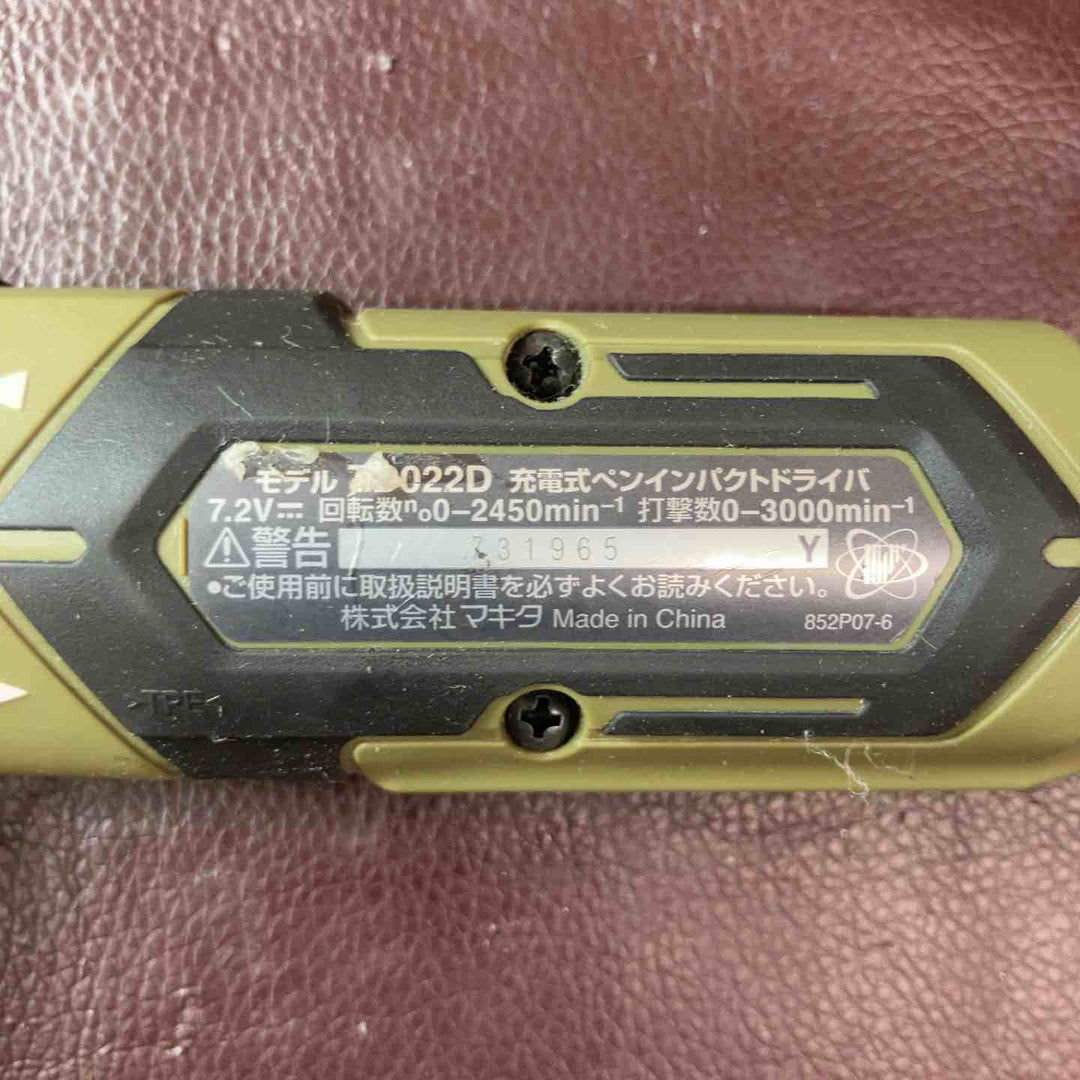 モデル 022D 充電式ペンインパクトドライバ
7.2V⎓ 回転数n₀0-2450min⁻¹ 打撃数0-3000min⁻¹
警告 731965 Y
•ご使用前に取扱説明書を必ずよくお読みください。
株式会社マキタ Made in China 852P07-6
>TPE